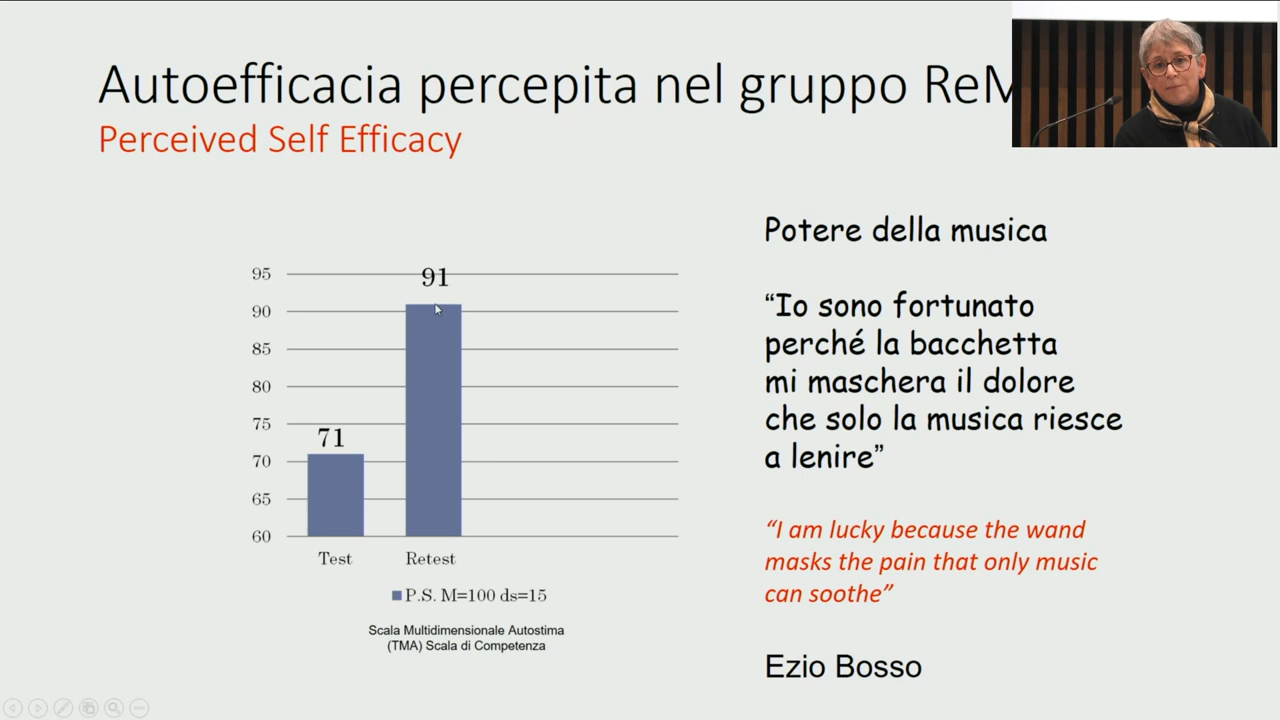 Autoefficacia percepita nel gruppo
Perceived Self Efficacy
95
90
85
80
75
70
65
60
91
71
Test
Retest
P.S. M=100 ds=15
Scala Multidimensionale Autostima
(TMA) Scala di Competenza
Potere della musica
“Io sono fortunato
perché la bacchetta
mi maschera il dolore
che solo la musica riesce
a lenire”
“I am lucky because the wand
masks the pain that only music
can soothe”
Ezio Bosso